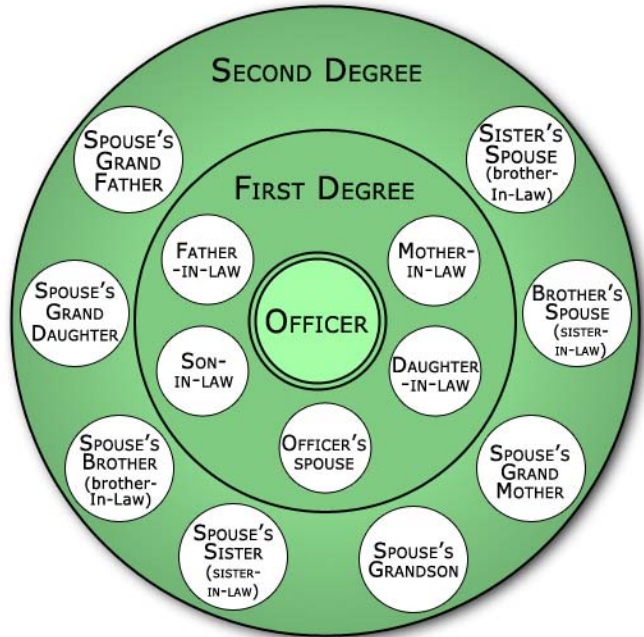 SECOND DEGREE
SPOUSE'S
GRAND
FATHER
SISTER'S
SPOUSE
(brother-
In-Law)
FIRST DEGREE
FATHER
-IN-LAW
MOTHER-
IN-LAW
OFFICER
SPOUSE'S
GRAND
DAUGHTER
BROTHER'S
SPOUSE
(SISTER-
IN-LAW)
SON-
IN-LAW
DAUGHTER
-IN-LAW
OFFICER'S
SPOUSE
SPOUSE'S
BROTHER
(brother-
In-Law)
SPOUSE'S
GRAND
MOTHER
SPOUSE'S
SISTER
(SISTER-
IN-LAW)
SPOUSE'S
GRANDSON